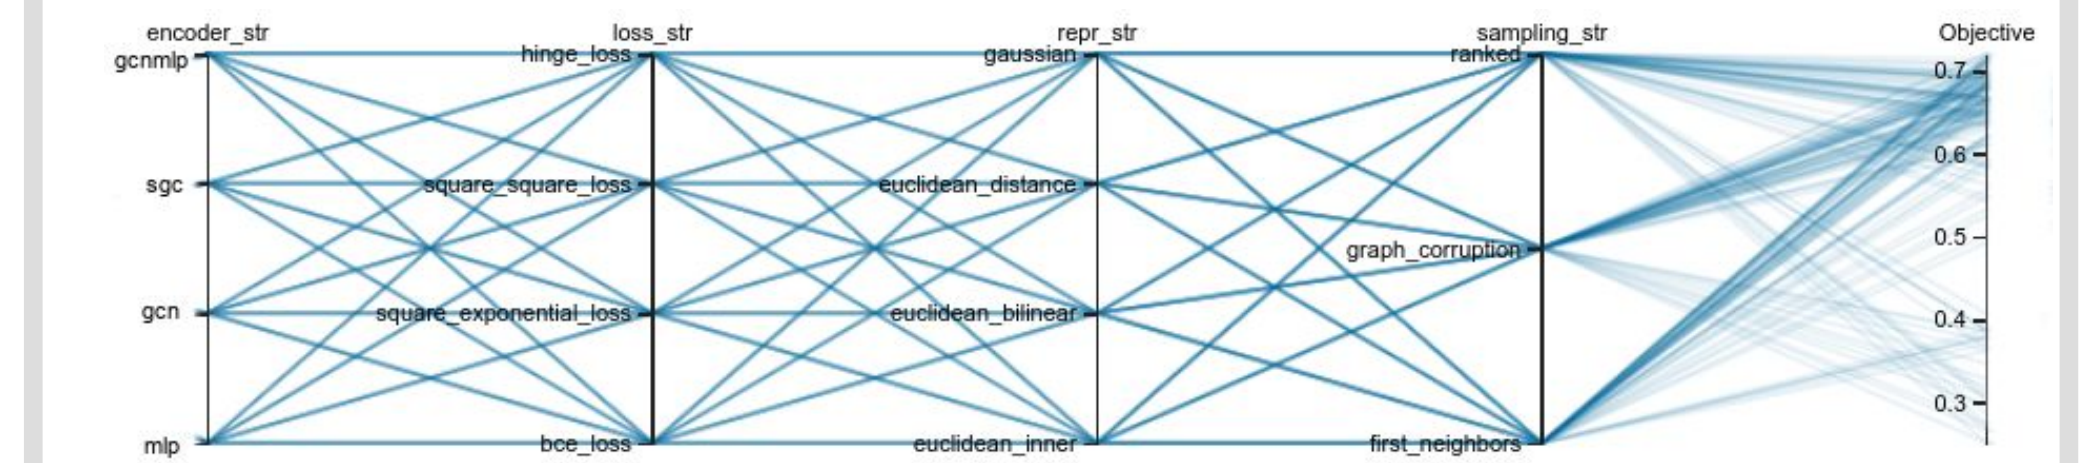 encoder_str loss_str repr_str sampling_str Objective
gcnmlp hinge_loss gaussian ranked 0.7
0.6
sgc square_square_loss euclidean_distance
0.5
graph_corruption
gcn square_exponential_loss euclidean_bilinear 0.4
0.3
mlp bce_loss euclidean_inner first_neighbors